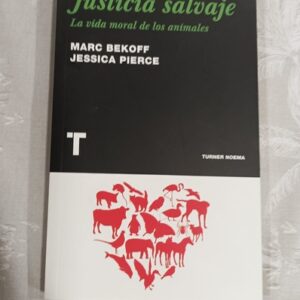 Justicia salvaje
La vida moral de los animales
MARC BEKOFF
JESSICA PIERCE
T
TURNER NOEMA